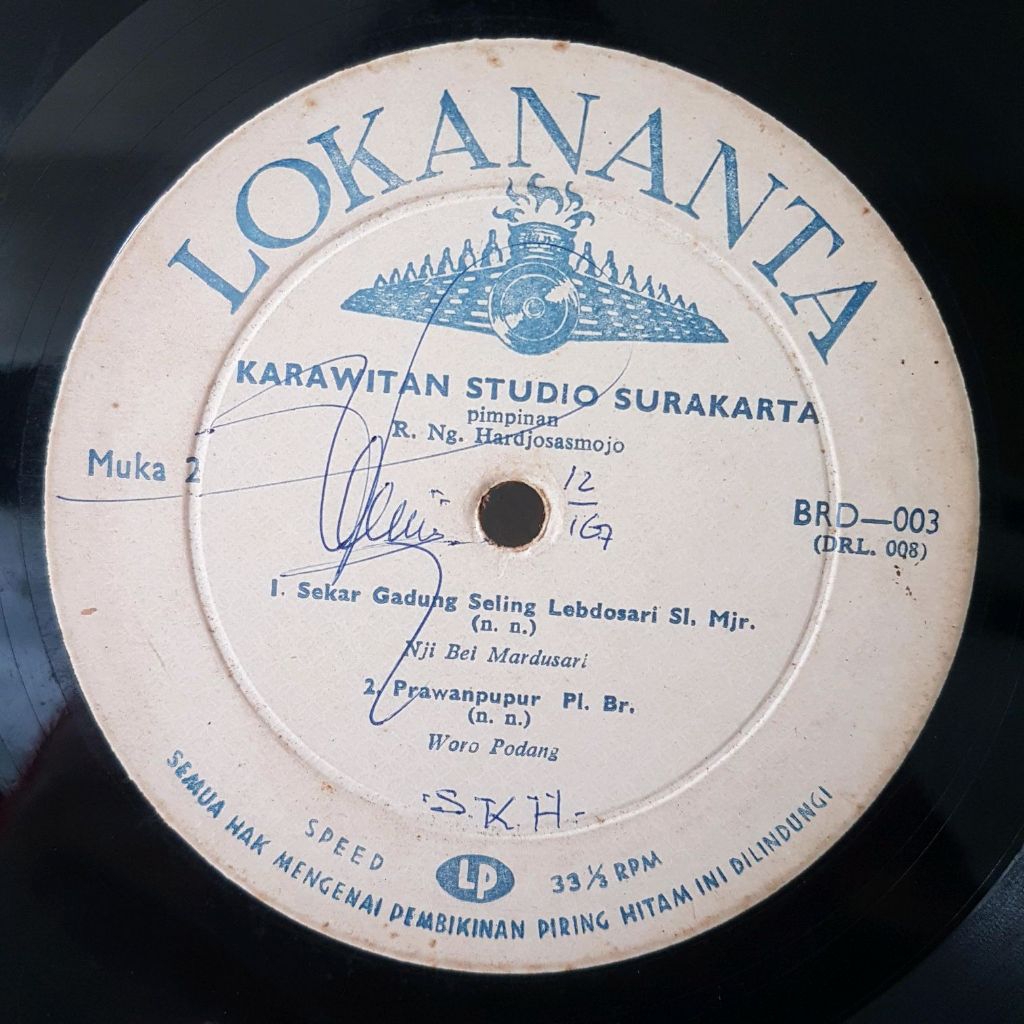 LOKANANTA
KARAWITAN STUDIO SURAKARTA
pimpinan
R. Ng. Hardjosasmojo
Muka 2
12
BRD—003
(DRL. 008)
1. Sekar Gadung Seling Lebdosari Sl. Mjr.
(n. n.)
Nji Bei Mardusari
2. Prawanpupur Pl. Br.
(n. n.)
Woro Podang
S.K.H.
SPEED LP 33 ⅓ RPM
SEMUA HAK MENGENAI PEMBIKINAN PIRING HITAM INI DILINDUNGI